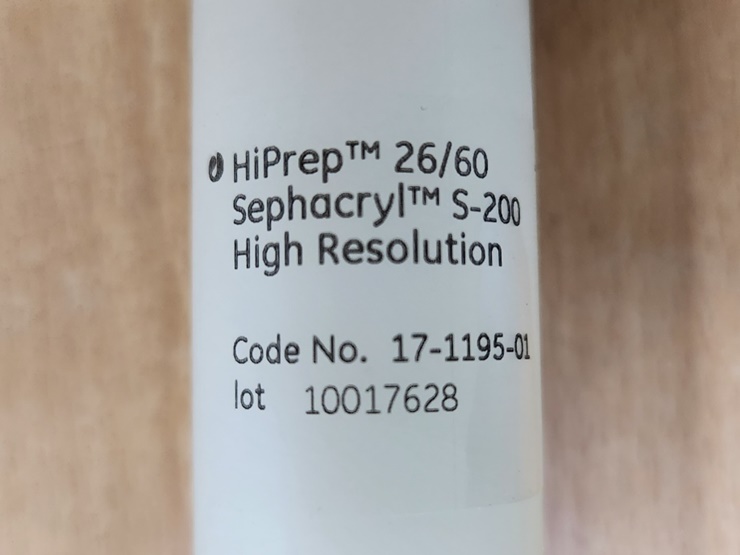 HiPrep™ 26/60
Sephacryl™ S-200
High Resolution
Code No. 17-1195-01
lot 10017628